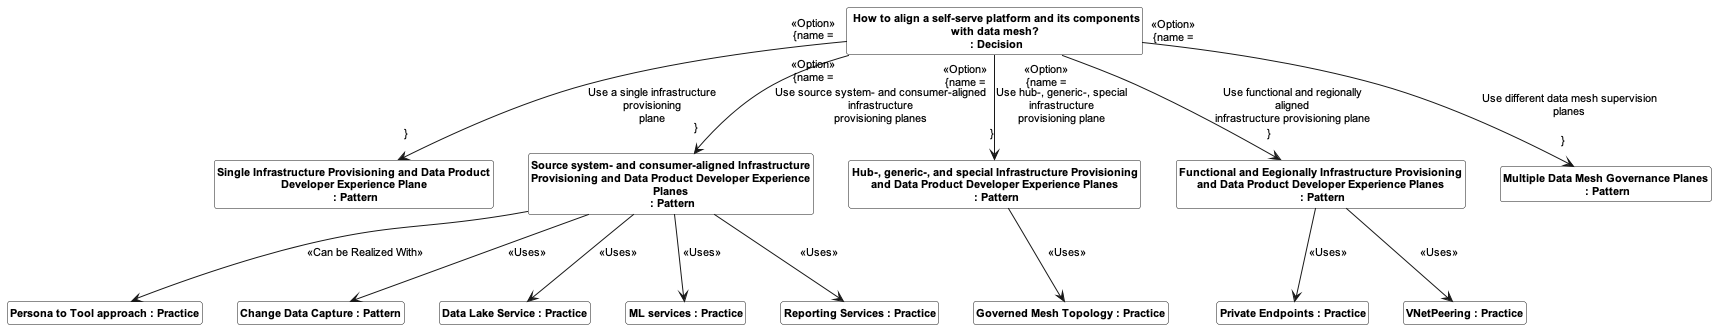 How to align a self-serve platform and its components
with data mesh?
: Decision
«Option»
{name =
Use a single infrastructure
provisioning
plane
}
«Option»
{name =
Use source system- and consumer-aligned
infrastructure
provisioning planes
}
«Option»
{name =
Use hub-, generic-, special
infrastructure
provisioning plane
}
«Option»
{name =
Use functional and regionally
aligned
infrastructure provisioning plane
}
«Option»
{name =
Use different data mesh supervision
planes
}
Single Infrastructure Provisioning and Data Product
Developer Experience Plane
: Pattern
Source system- and consumer-aligned Infrastructure
Provisioning and Data Product Developer Experience
Planes
: Pattern
Hub-, generic-, and special Infrastructure Provisioning
and Data Product Developer Experience Planes
: Pattern
Functional and Eegionally Infrastructure Provisioning
and Data Product Developer Experience Planes
: Pattern
Multiple Data Mesh Governance Planes
: Pattern
«Can be Realized With»
«Uses»
«Uses»
«Uses»
«Uses»
«Uses»
«Uses»
«Uses»
Persona to Tool approach : Practice
Change Data Capture : Pattern
Data Lake Service : Practice
ML services : Practice
Reporting Services : Practice
Governed Mesh Topology : Practice
Private Endpoints : Practice
VNetPeering : Practice